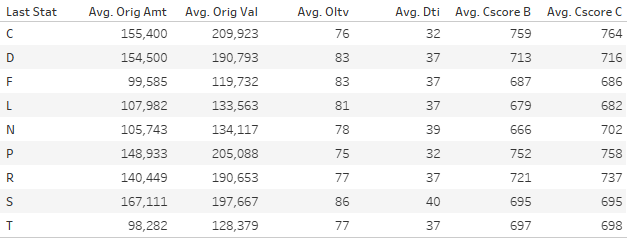 Last Stat Avg. Orig Amt Avg. Orig Val Avg. Oltv Avg. Dti Avg. Cscore B Avg. Cscore C
C 155,400 209,923 76 32 759 764
D 154,500 190,793 83 37 713 716
F 99,585 119,732 83 37 687 686
L 107,982 133,563 81 37 679 682
N 105,743 134,117 78 39 666 702
P 148,933 205,088 75 32 752 758
R 140,449 190,653 77 37 721 737
S 167,111 197,667 86 40 695 695
T 98,282 128,379 77 37 697 698